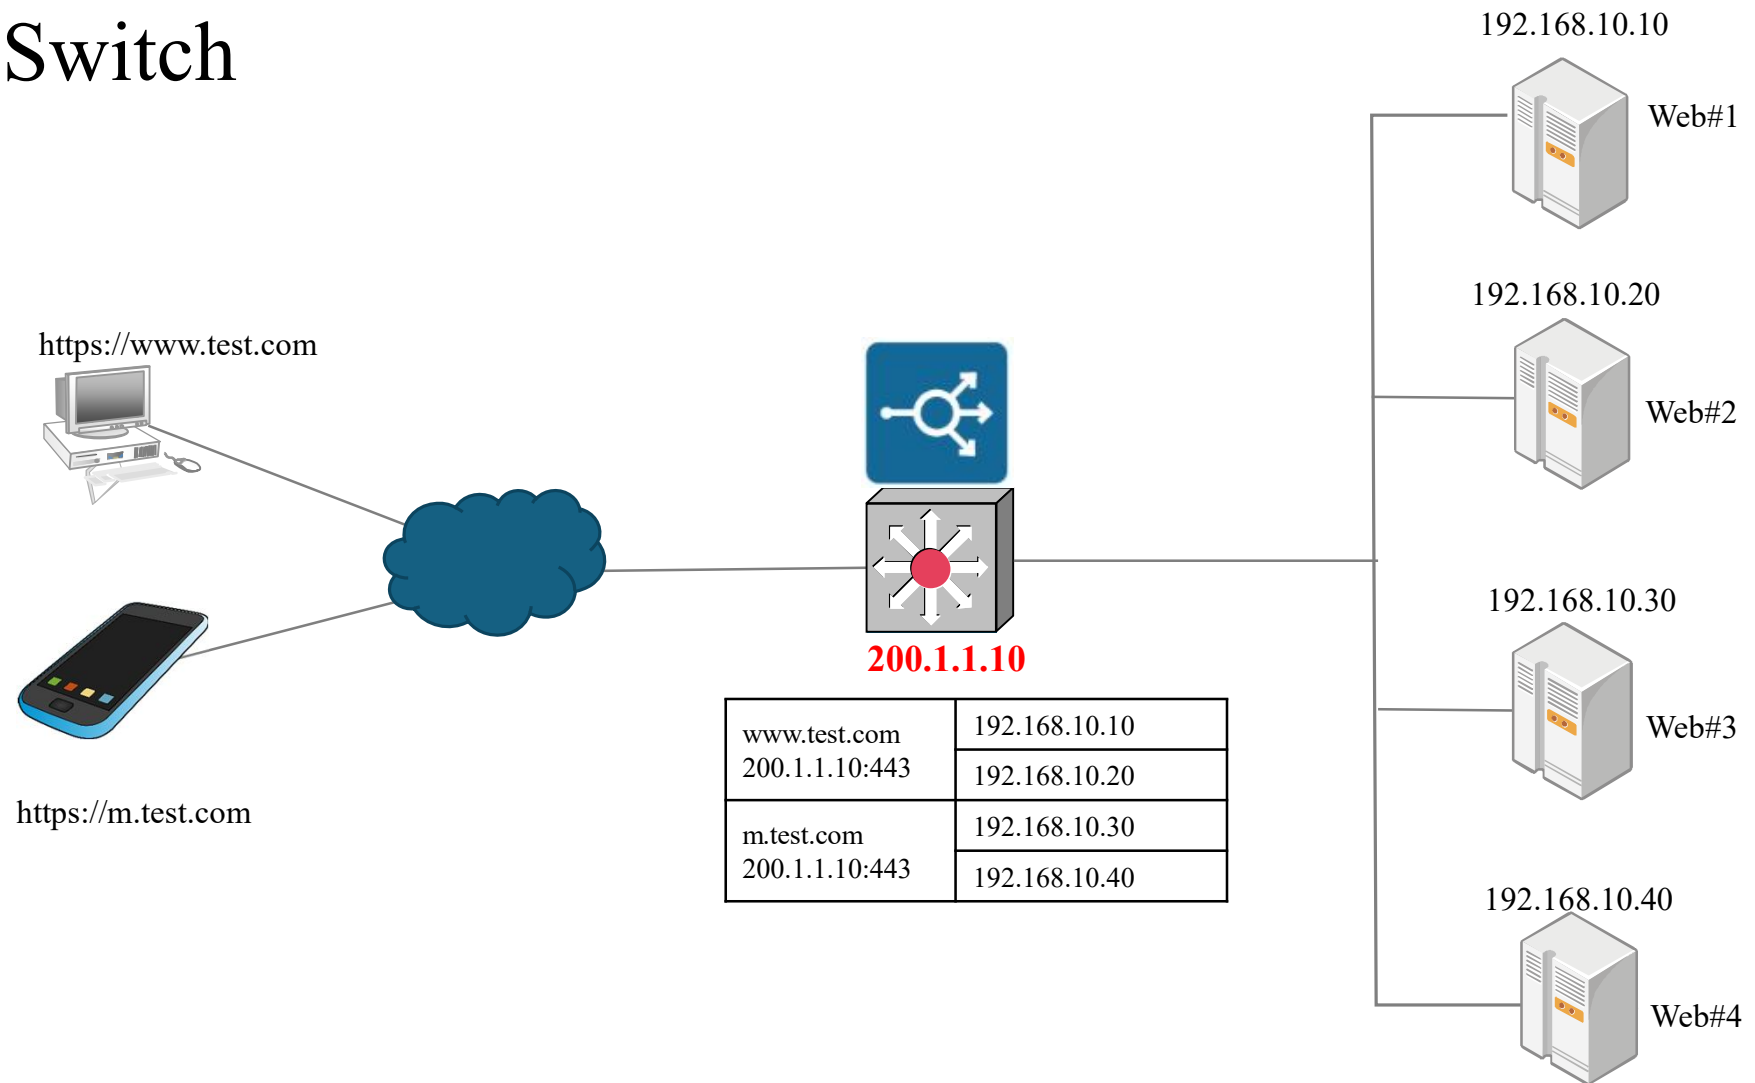 Switch
192.168.10.10
Web#1
192.168.10.20
Web#2
https://www.test.com
https://m.test.com
200.1.1.10
www.test.com
200.1.1.10:443
192.168.10.10
192.168.10.20
m.test.com
200.1.1.10:443
192.168.10.30
192.168.10.40
192.168.10.30
Web#3
192.168.10.40
Web#4